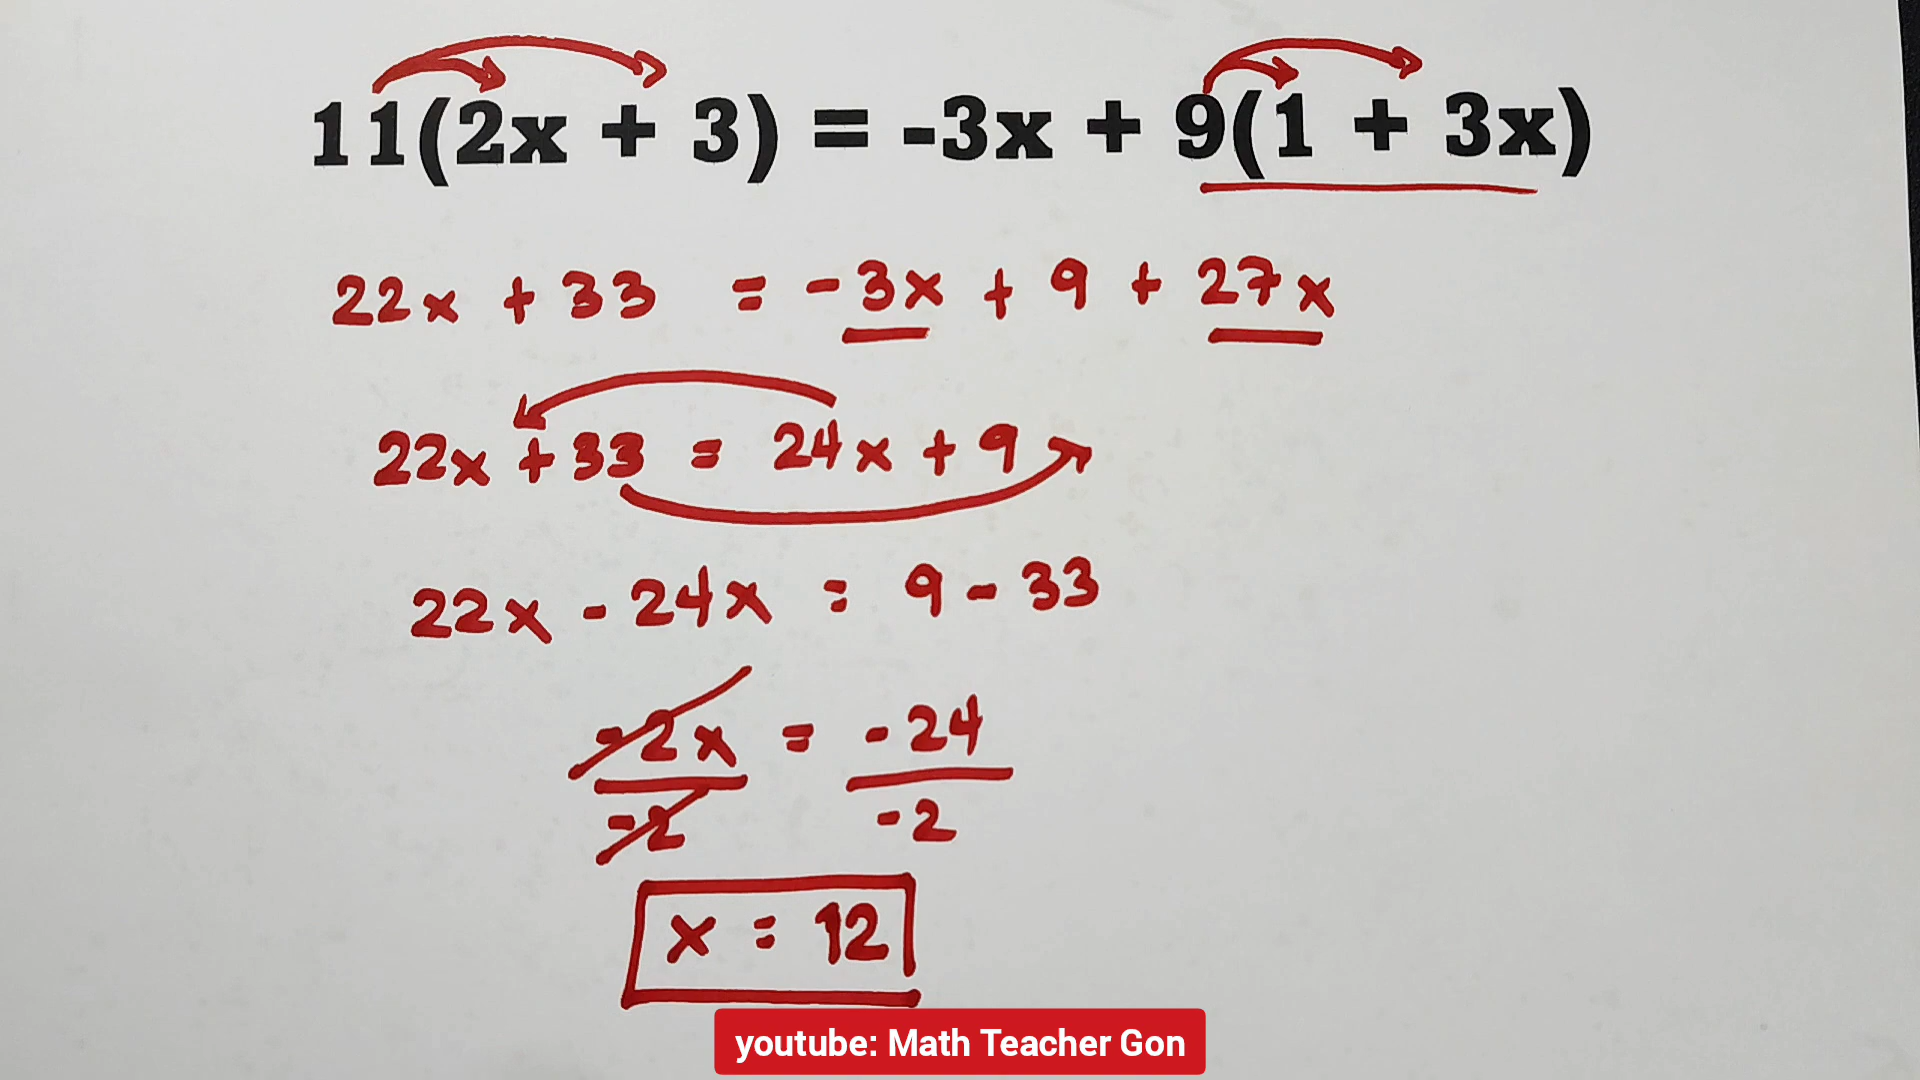 11(2x + 3) = -3x + 9(1 + 3x)
22x + 33 = -3x + 9 + 27x
22x + 33 = 24x + 9
22x - 24x = 9 - 33
-2x = -24
-2 -2
x = 12
youtube: Math Teacher Gon